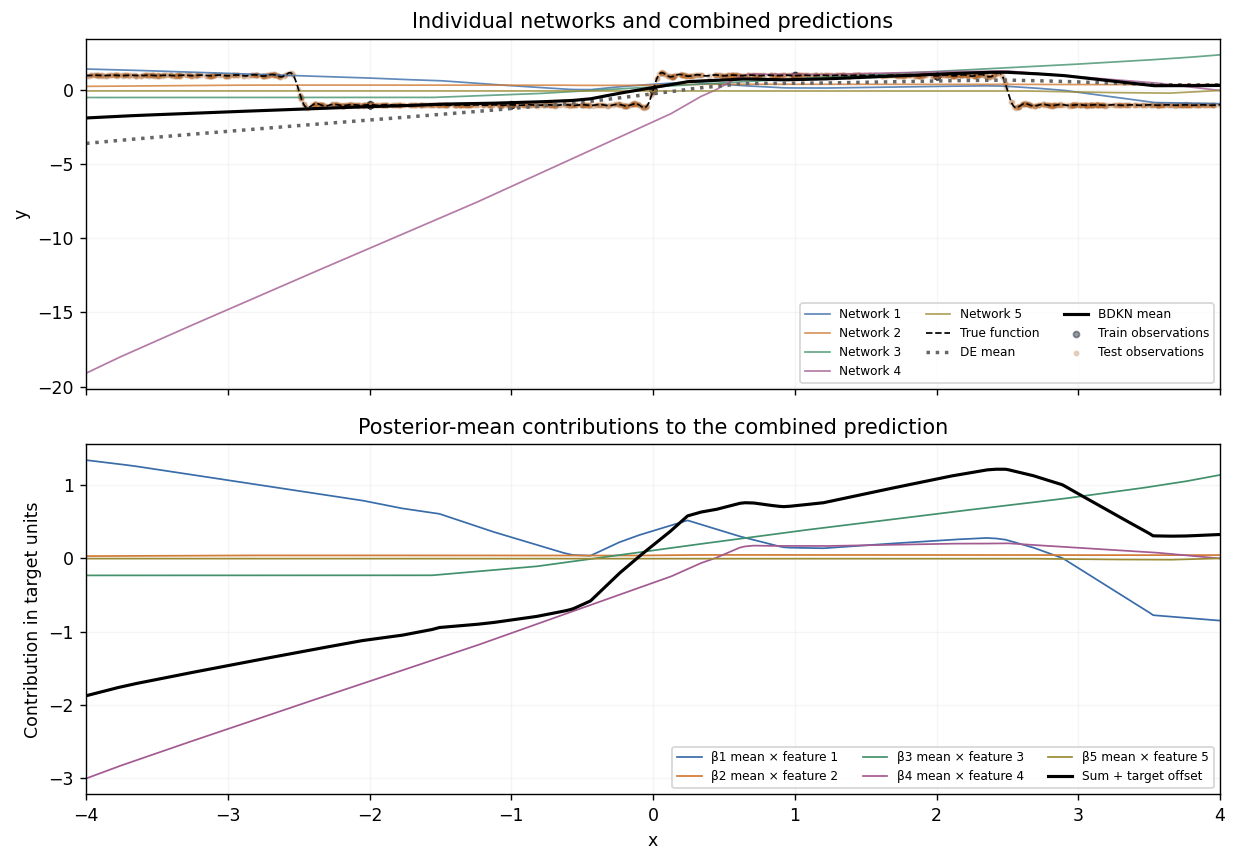 Individual networks and combined predictions
0
−5
−10
−15
−20
y
Network 1 Network 5 BDKN mean
Network 2 True function Train observations
Network 3 DE mean Test observations
Network 4
Posterior-mean contributions to the combined prediction
1
0
−1
−2
−3
Contribution in target units
β1 mean × feature 1 β3 mean × feature 3 β5 mean × feature 5
β2 mean × feature 2 β4 mean × feature 4 Sum + target offset
−4 −3 −2 −1 0 1 2 3 4
x